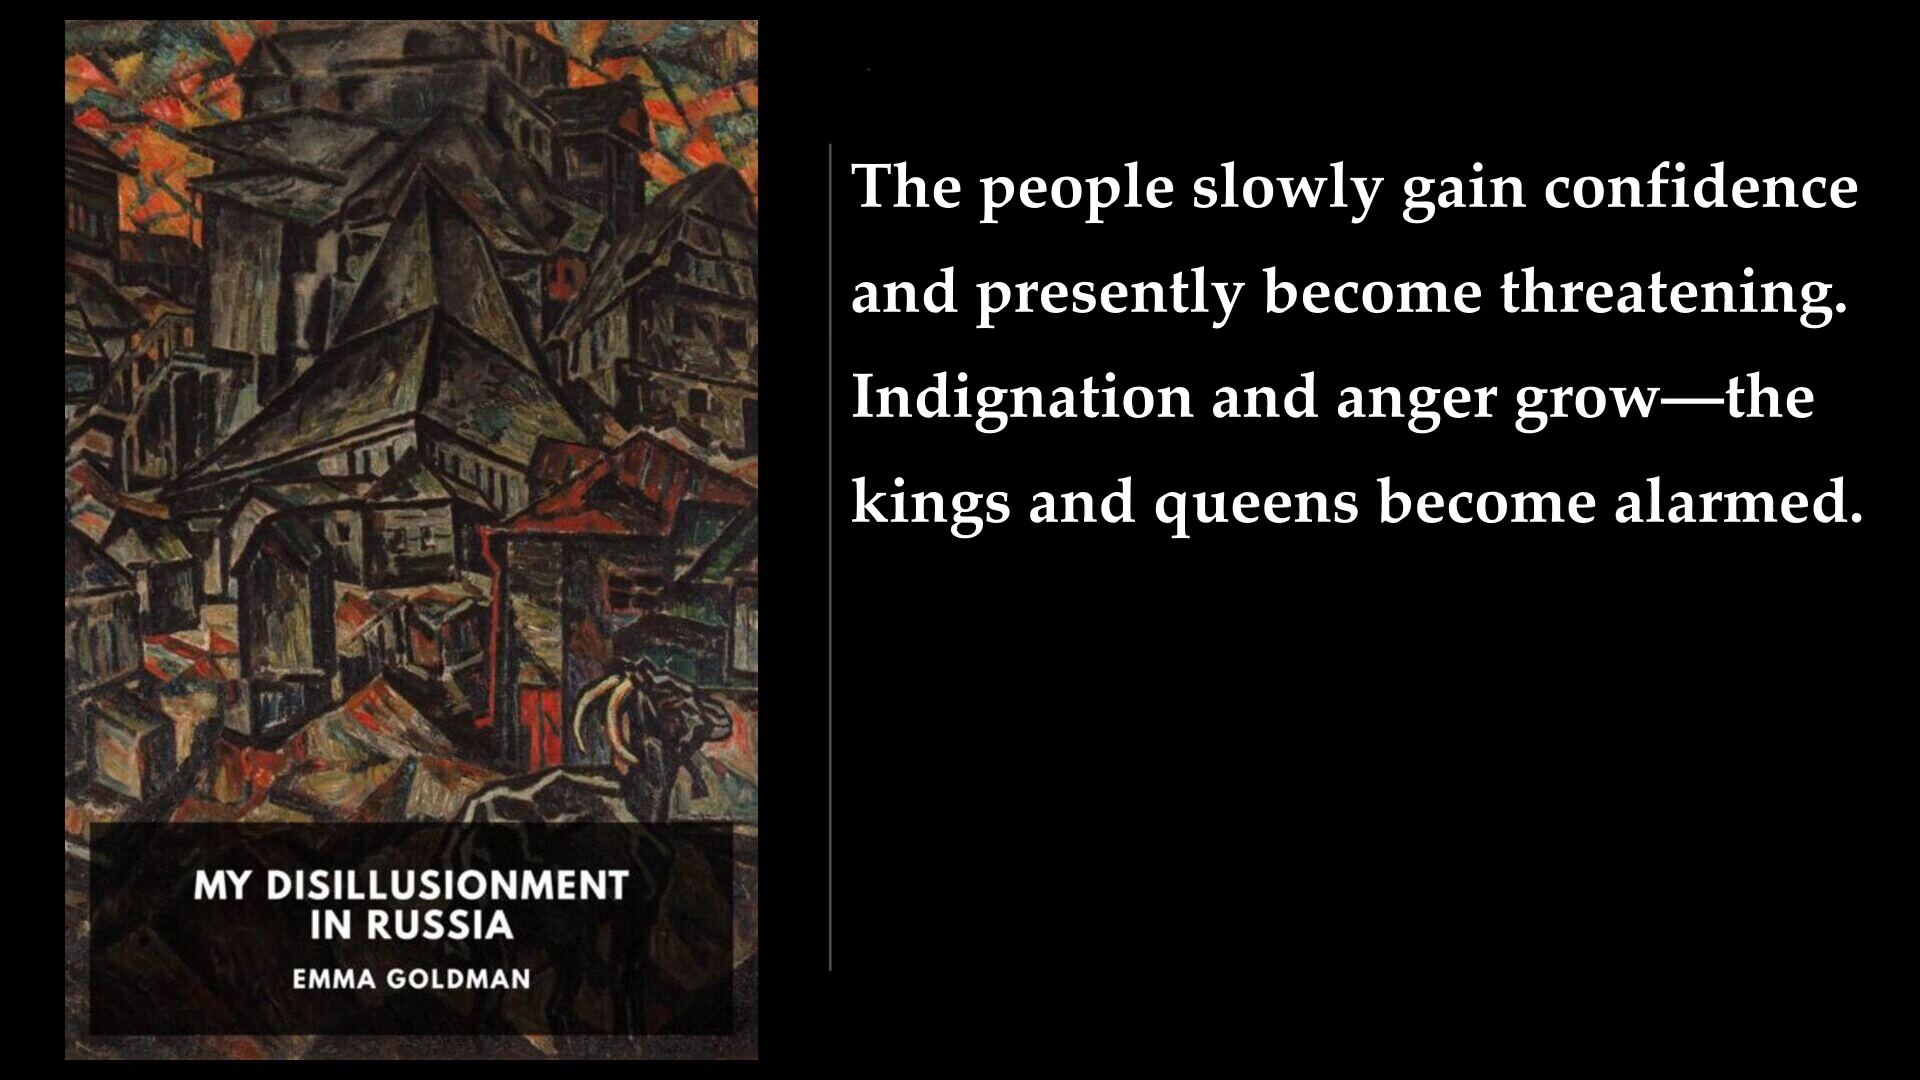 The people slowly gain confidence
and presently become threatening.
Indignation and anger grow—the
kings and queens become alarmed.
MY DISILLUSIONMENT
IN RUSSIA
EMMA GOLDMAN